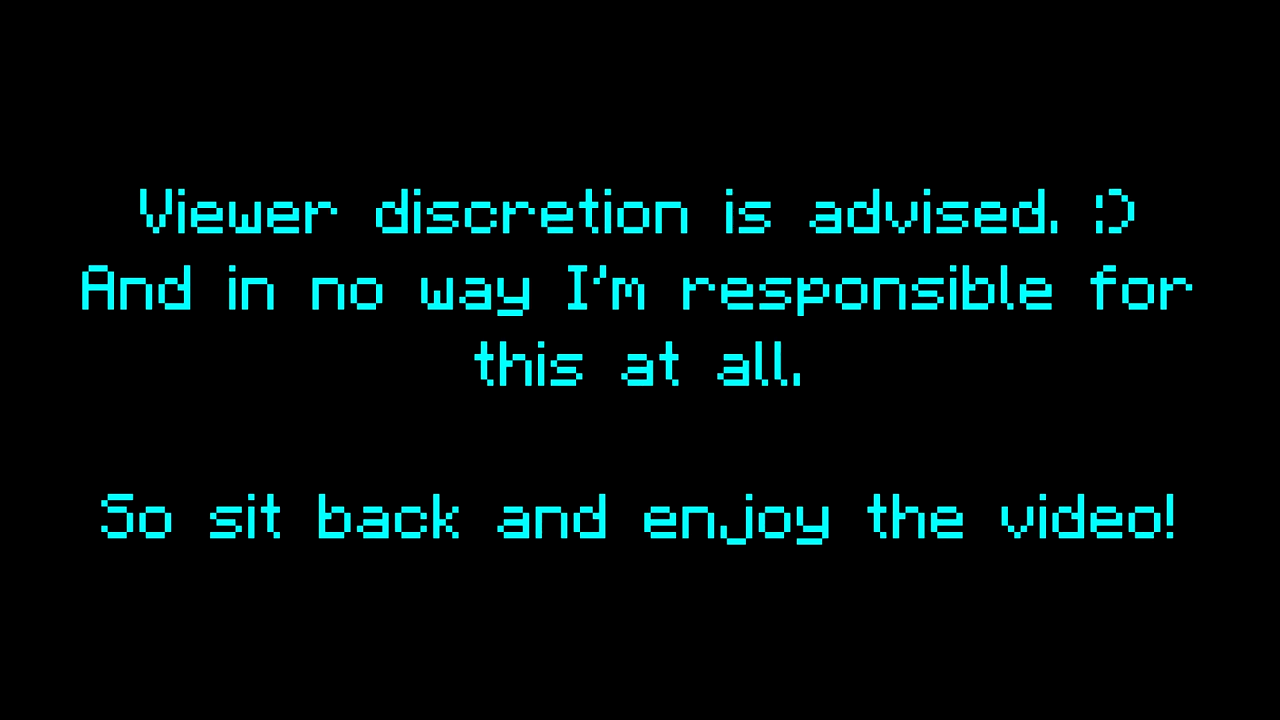 Viewer discretion is advised. :)
And in no way I'm responsible for
this at all.
So sit back and enjoy the video!